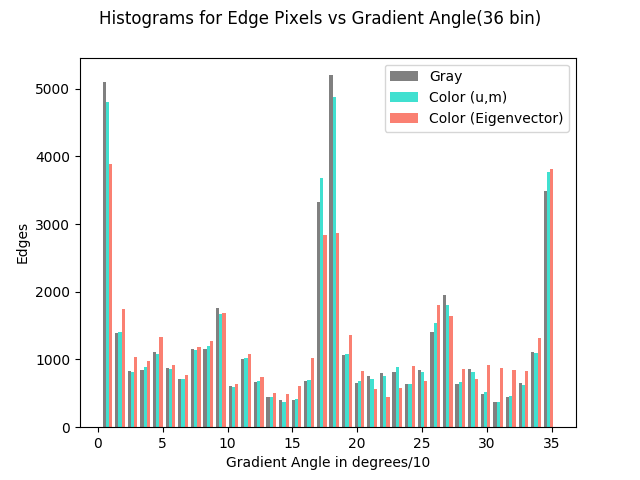 Histograms for Edge Pixels vs Gradient Angle(36 bin)
Gray
Color (u,m)
Color (Eigenvector)
5000
4000
3000
2000
1000
0
Edges
0 5 10 15 20 25 30 35
Gradient Angle in degrees/10